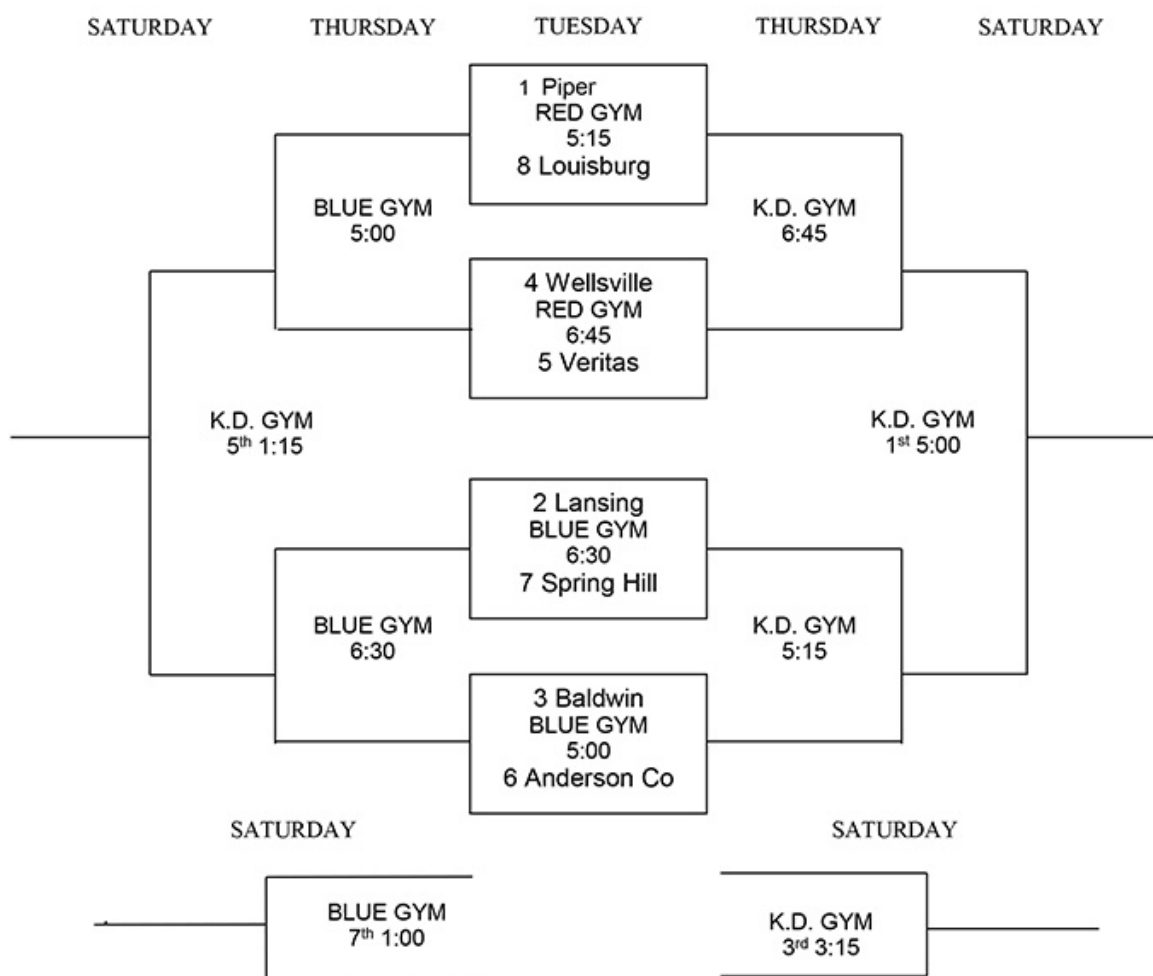 SATURDAY THURSDAY TUESDAY THURSDAY SATURDAY
1 Piper
RED GYM
5:15
8 Louisburg
BLUE GYM
5:00
K.D. GYM
6:45
4 Wellsville
RED GYM
6:45
5 Veritas
K.D. GYM
5th 1:15
K.D. GYM
1st 5:00
2 Lansing
BLUE GYM
6:30
7 Spring Hill
BLUE GYM
6:30
K.D. GYM
5:15
3 Baldwin
BLUE GYM
5:00
6 Anderson Co
SATURDAY SATURDAY
BLUE GYM
7th 1:00
K.D. GYM
3rd 3:15